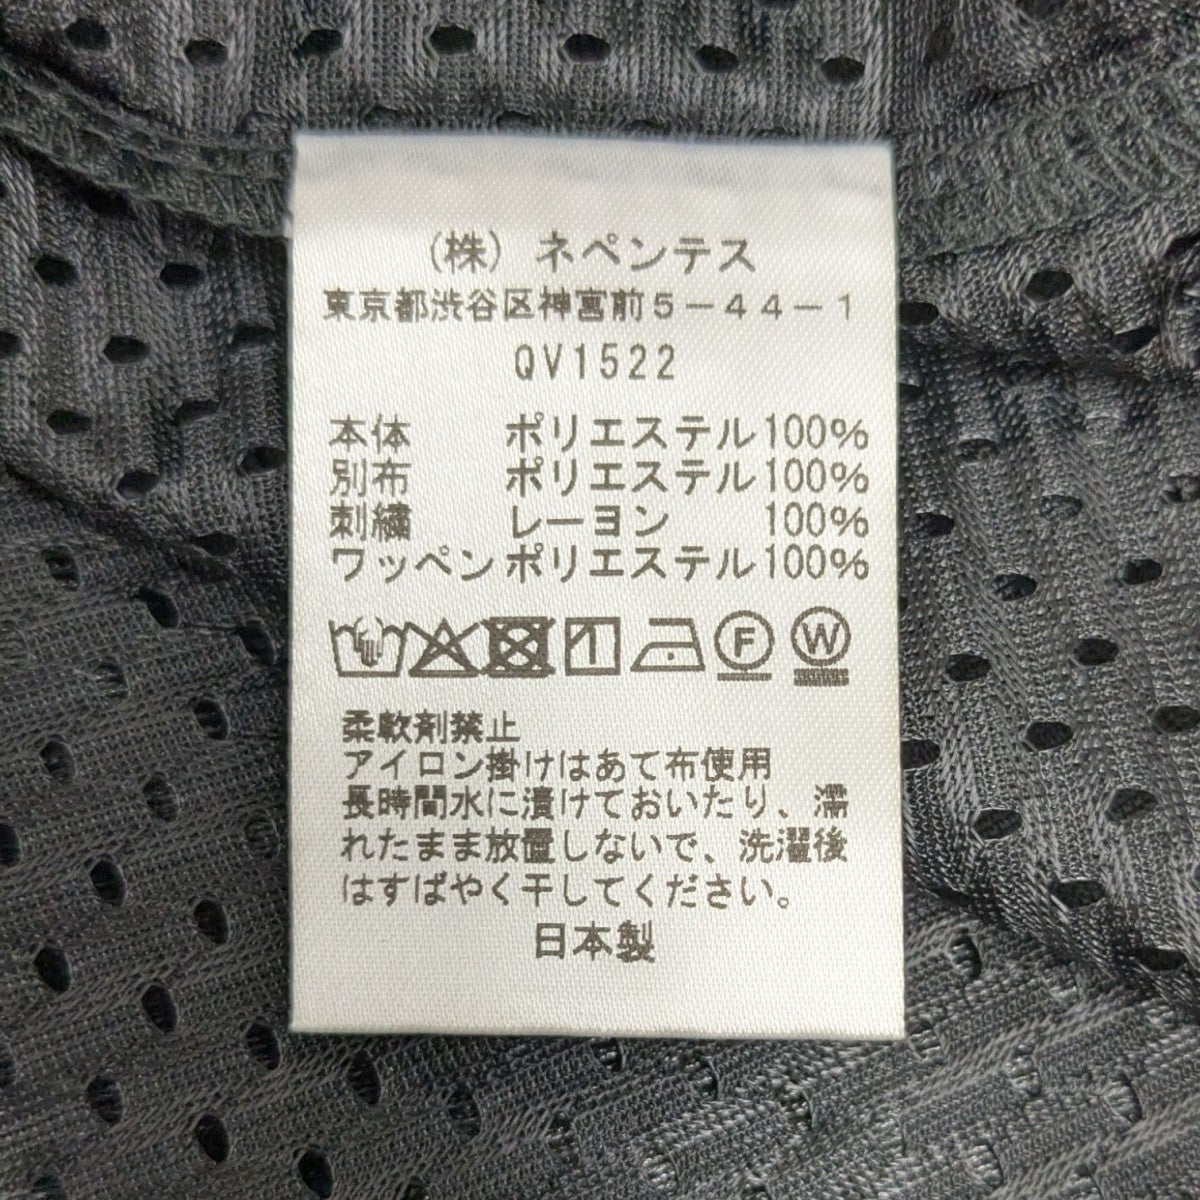 (株) ネペンテス
東京都渋谷区神宮前5-44-1
QV1522
本体 ポリエステル100%
別布 ポリエステル100%
刺繍 レーヨン 100%
ワッペン ポリエステル100%
F W
柔軟剤禁止
アイロン掛けはあて布使用
長時間水に漬けておいたり、濡
れたまま放置しないで、洗濯後
はすばやく干してください。
日本製